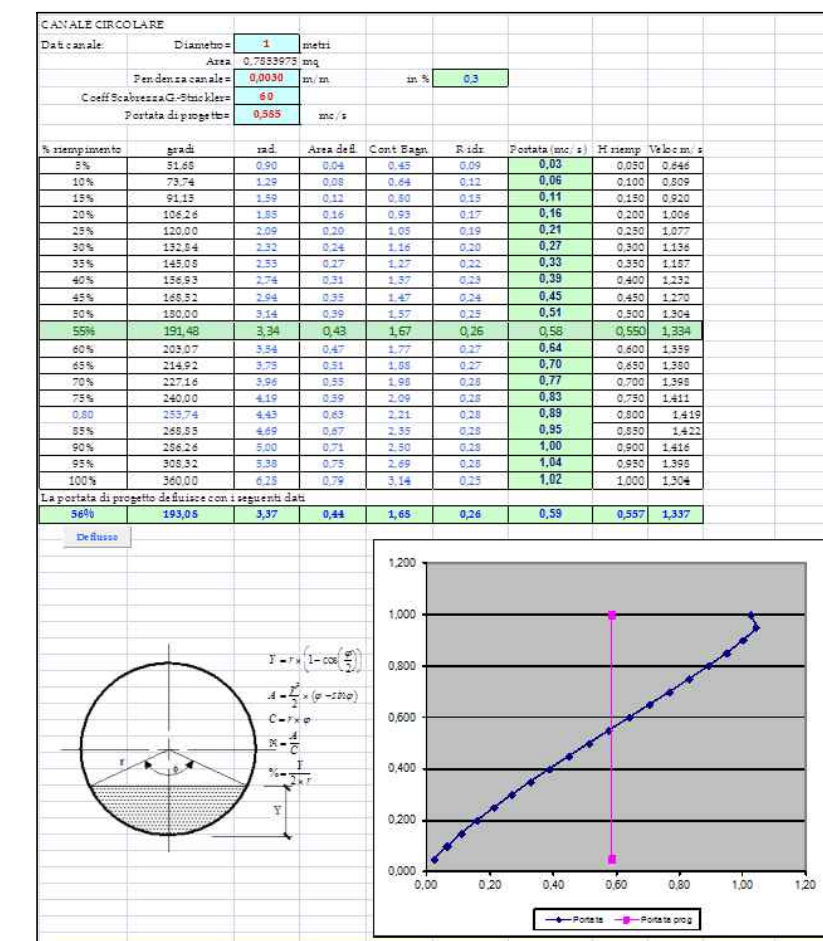 CANALE CIRCOLARE
Dati canale: Diametro= 1 metri
Area 0,7853975 mq
Pendenza canale= 0,0030 m/m in % 0,3
Coeff Scabrezza G.-Strickler= 60
Portata di progetto= 0,585 mc/s
% riempimento gradi rad. Area defl. Cont Bagn. R idr. Portata (mc/s) H riemp Veloc m/s
5% 51,68 0,90 0,04 0,45 0,09 0,03 0,050 0,646
10% 73,74 1,29 0,08 0,64 0,12 0,06 0,100 0,809
15% 91,15 1,59 0,12 0,80 0,15 0,11 0,150 0,920
20% 106,26 1,85 0,16 0,93 0,17 0,16 0,200 1,006
25% 120,00 2,09 0,20 1,05 0,19 0,21 0,250 1,077
30% 132,84 2,32 0,24 1,16 0,20 0,27 0,300 1,136
35% 145,08 2,53 0,27 1,27 0,22 0,33 0,350 1,187
40% 156,93 2,74 0,31 1,37 0,23 0,39 0,400 1,232
45% 168,52 2,94 0,35 1,47 0,24 0,45 0,450 1,270
50% 180,00 3,14 0,39 1,57 0,25 0,51 0,500 1,304
55% 191,48 3,34 0,43 1,67 0,26 0,58 0,550 1,334
60% 203,07 3,54 0,47 1,77 0,27 0,64 0,600 1,359
65% 214,92 3,75 0,51 1,88 0,27 0,70 0,650 1,380
70% 227,16 3,96 0,55 1,98 0,28 0,77 0,700 1,398
75% 240,00 4,19 0,59 2,09 0,28 0,83 0,750 1,411
0,80 253,74 4,43 0,63 2,21 0,28 0,89 0,800 1,419
85% 268,85 4,69 0,67 2,35 0,28 0,95 0,850 1,422
90% 286,26 5,00 0,71 2,50 0,28 1,00 0,900 1,416
95% 308,32 5,38 0,75 2,69 0,28 1,04 0,950 1,398
100% 360,00 6,28 0,79 3,14 0,25 1,02 1,000 1,304
La portata di progetto defluisce con i seguenti dati
56% 193,05 3,37 0,44 1,68 0,26 0,59 0,557 1,337
Deflusso
Y = r × (1 - cos(φ/2))
A = r²/2 × (φ - sinφ)
C = r × φ
ℜ = A/C
% = Y/2×r
r φ
Y
1,200
1,000
0,800
0,600
0,400
0,200
0,000
0,00 0,20 0,40 0,60 0,80 1,00 1,20
Portata Portata prog